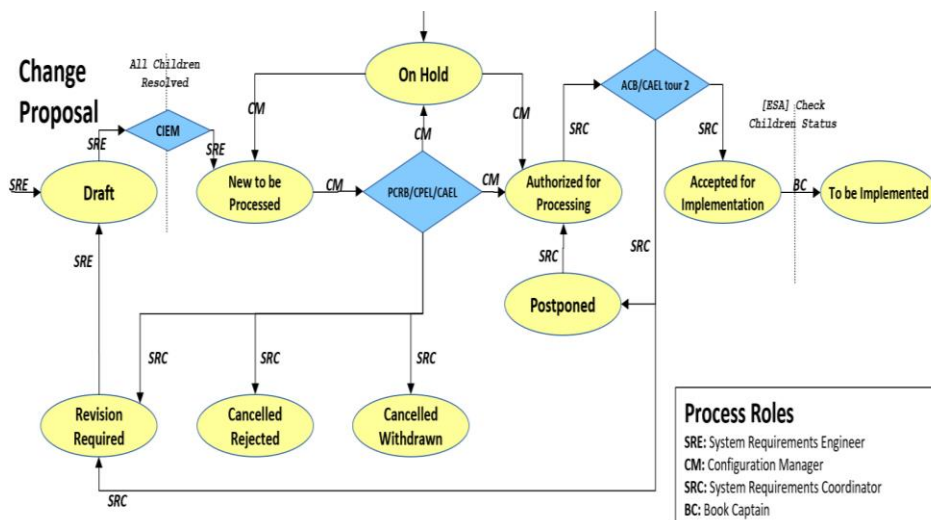 Change
Proposal
All Children
Resolved
CIEM
SRE
SRE
SRE
Draft
On Hold
CM
CM
CM
New to be
Processed
CM
PCRB/CPEL/CAEL
CM
Authorized for
Processing
SRC
ACB/CAEL tour 2
SRC
[ESA] Check
Children Status
Accepted for
Implementation
BC
To be Implemented
SRC
SRC
Postponed
SRE
SRC
SRC
SRC
Revision
Required
Cancelled
Rejected
Cancelled
Withdrawn
SRC
Process Roles
SRE: System Requirements Engineer
CM: Configuration Manager
SRC: System Requirements Coordinator
BC: Book Captain